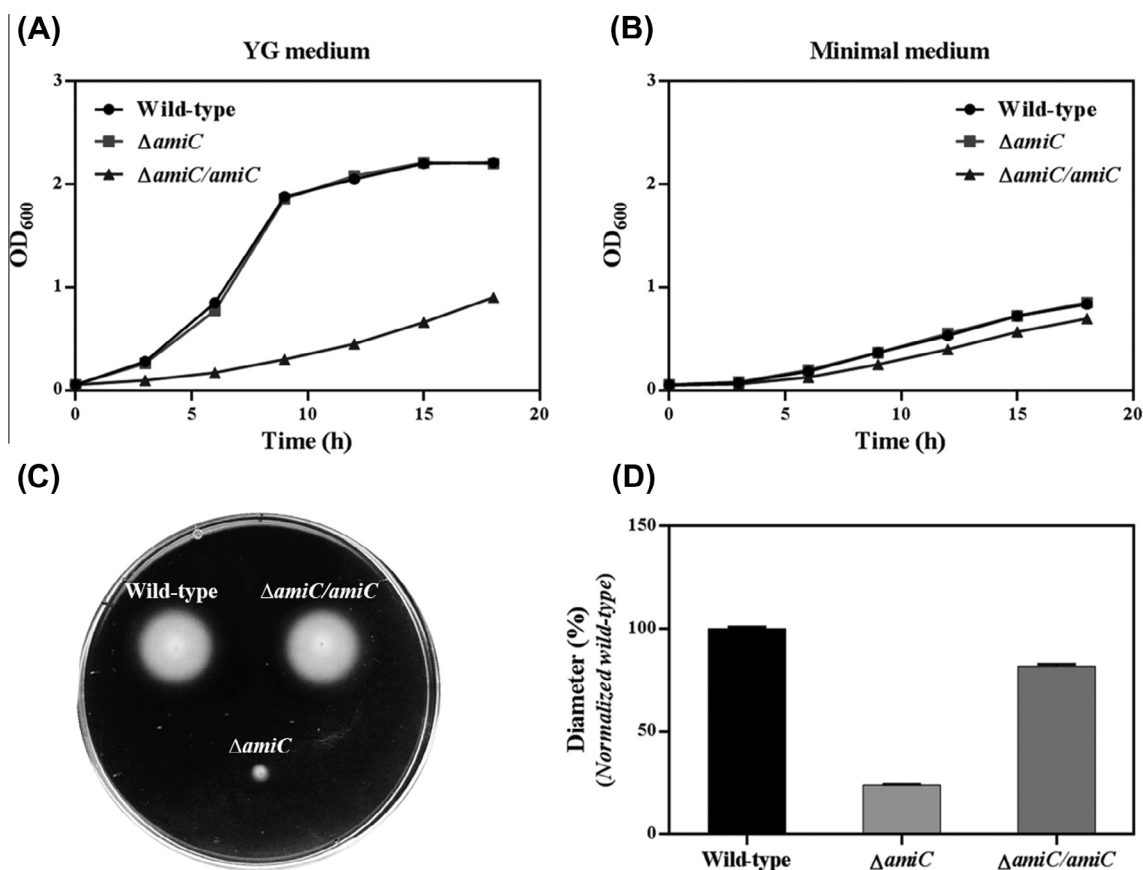 (A)
YG medium
3
2
1
0
OD600
Wild-type
ΔamiC
ΔamiC/amiC
0 5 10 15 20
Time (h)
(B)
Minimal medium
3
2
1
0
OD600
Wild-type
ΔamiC
ΔamiC/amiC
0 5 10 15 20
Time (h)
(C)
Wild-type ΔamiC/amiC
ΔamiC
(D)
150
100
50
0
Diameter (%)
(Normalized wild-type)
Wild-type ΔamiC ΔamiC/amiC